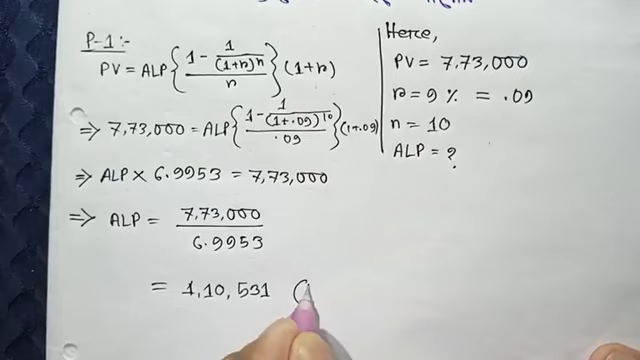 P-1:-
PV = ALP { 1 - 1/(1+r)^n / r } (1+r)
⇒ 7,73,000 = ALP { 1 - 1/(1+.09)^10 / .09 } (1+.09)
⇒ ALP × 6.9953 = 7,73,000
⇒ ALP = 7,73,000 / 6.9953
= 1,10,531 (
Here,
PV = 7,73,000
r = 9% = .09
n = 10
ALP = ?